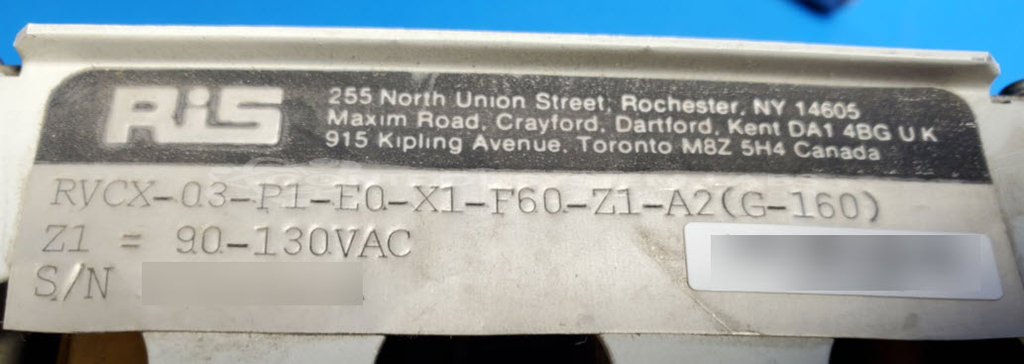 RiS
255 North Union Street, Rochester, NY 14605
Maxim Road, Crayford, Dartford, Kent DA1 4BG U K
915 Kipling Avenue, Toronto M8Z 5H4 Canada
RVCX-03-P1-E0-X1-F60-Z1-A2(G-160)
Z1 = 90-130VAC
S/N